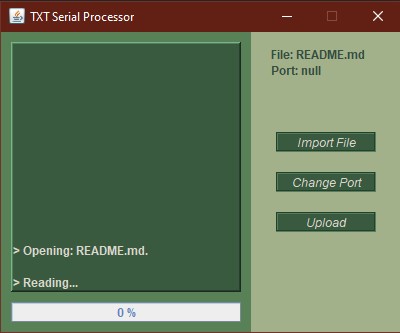 TXT Serial Processor
> Opening: README.md.
> Reading...
0 %
File: README.md
Port: null
Import File
Change Port
Upload